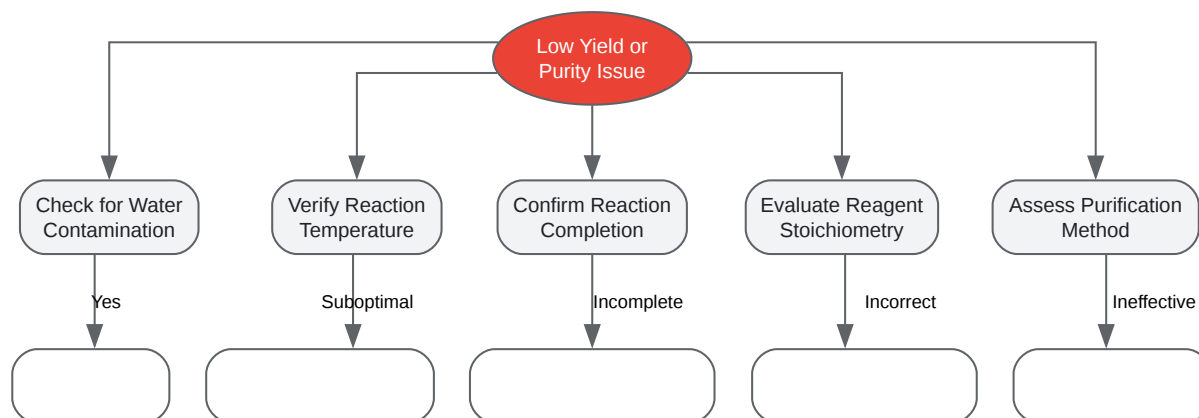 Low Yield or
Purity Issue
Check for Water
Contamination
Verify Reaction
Temperature
Confirm Reaction
Completion
Evaluate Reagent
Stoichiometry
Assess Purification
Method
Yes
Suboptimal
Incomplete
Incorrect
Ineffective